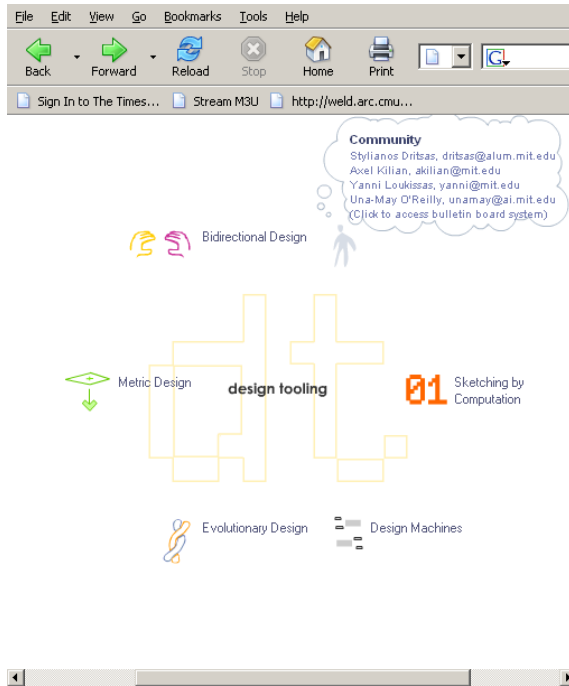 File Edit View Go Bookmarks Tools Help
Back Forward Reload Stop Home Print G
Sign In to The Times... Stream M3U http://weld.arc.cmu...
Community
Stylianos Dritsas, dritsas@alum.mit.edu
Axel Kilian, akilian@mit.edu
Yanni Loukissas, yanni@mit.edu
Una-May O'Reilly, unamay@ai.mit.edu
(Click to access bulletin board system)
Bidirectional Design
dt.
Metric Design
design tooling
01 Sketching by
Computation
Evolutionary Design
Design Machines